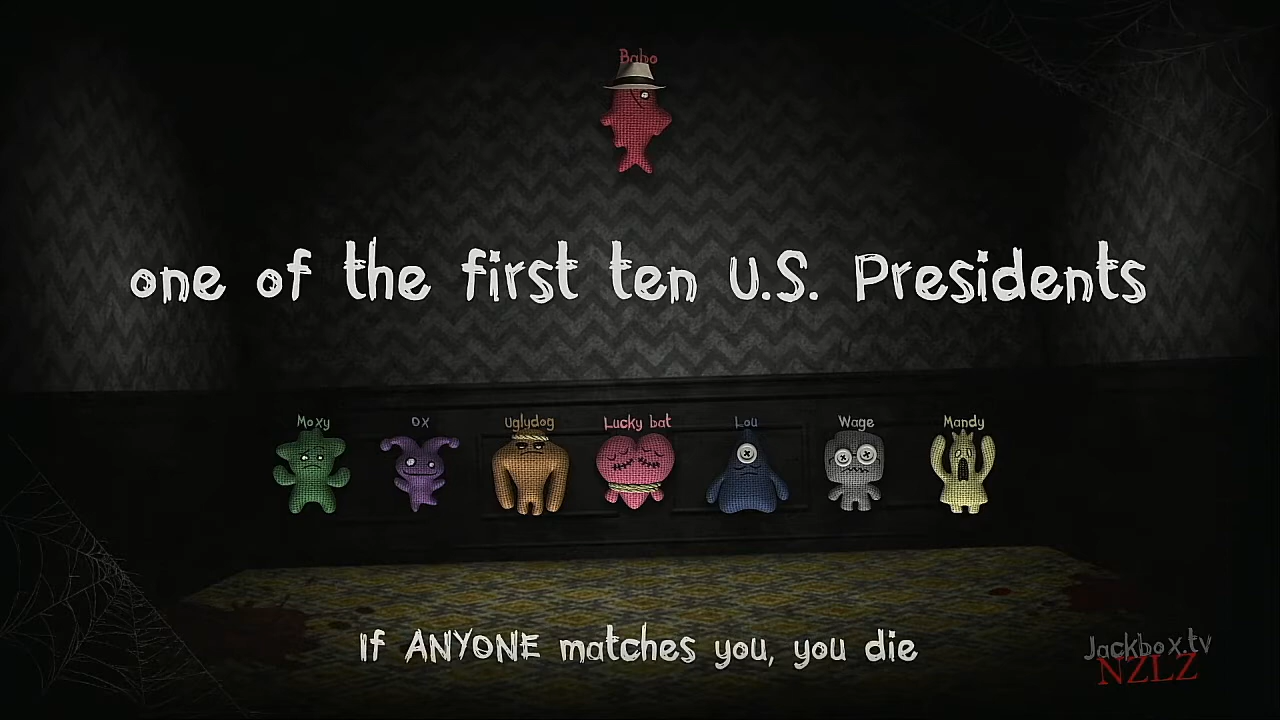 Babo
one of the first ten U.S. Presidents
Moxy
OX
Uglydog
Lucky bat
Lou
Wage
Mandy
If ANYONE matches you, you die
Jackbox.tv
NZLZ